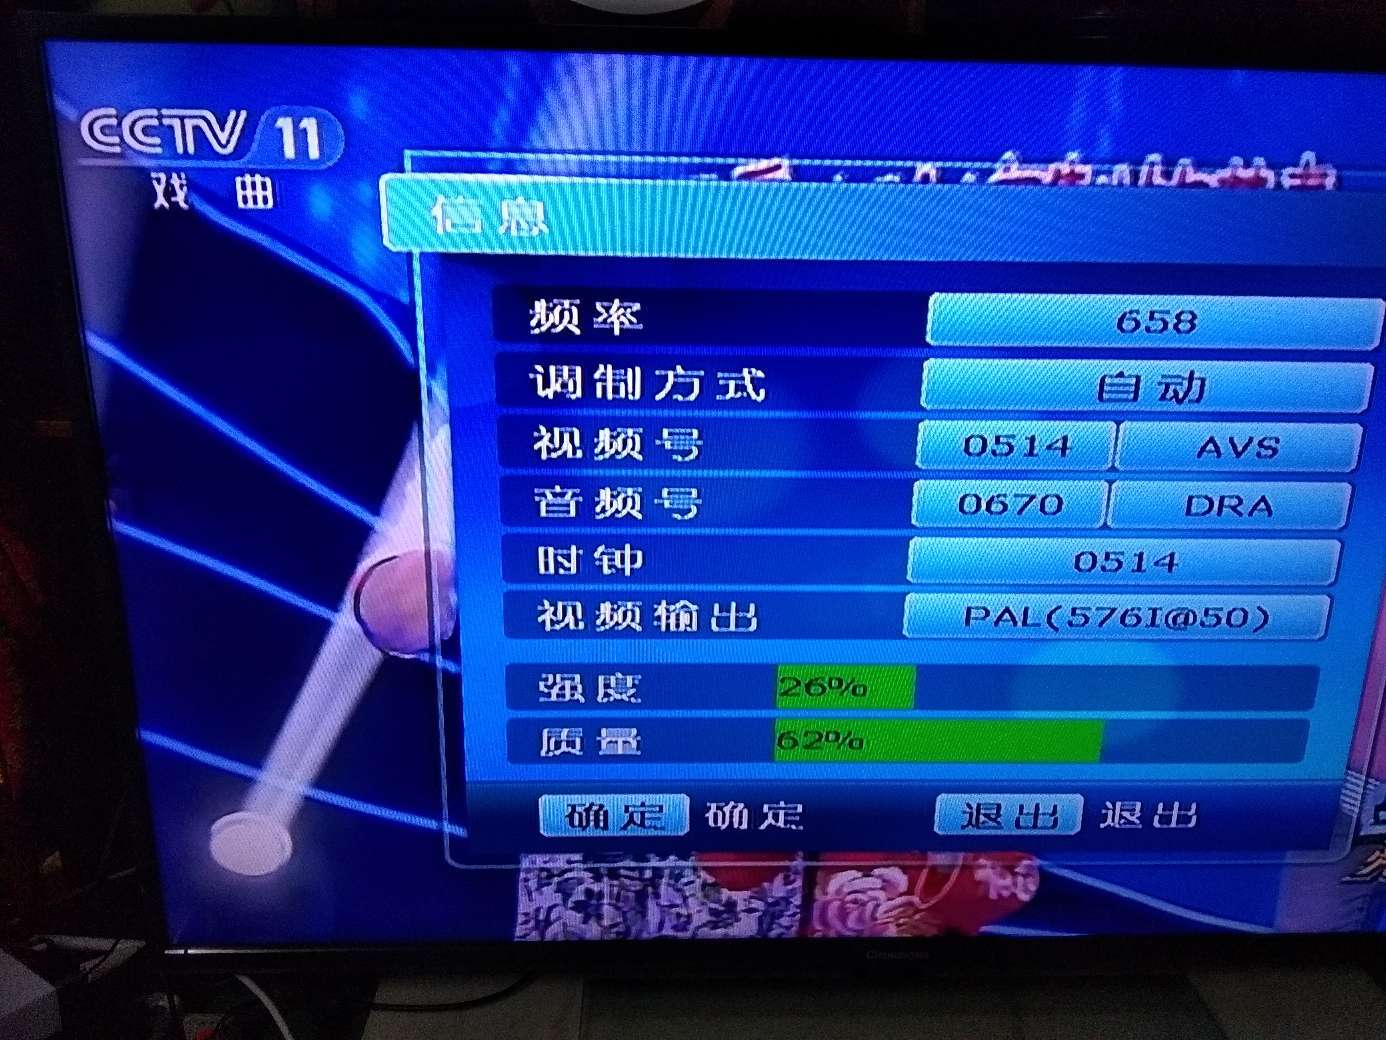 CCTV 11
戏曲
信息
频率 658
调制方式 自动
视频号 0514 AVS
音频号 0670 DRA
时钟 0514
视频输出 PAL(576I@50)
强度 26%
质量 62%
确定 确定 退出 退出